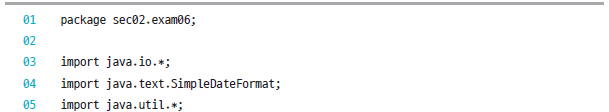 01 package sec02.exam06;
02
03 import java.io.*;
04 import java.text.SimpleDateFormat;
05 import java.util.*;